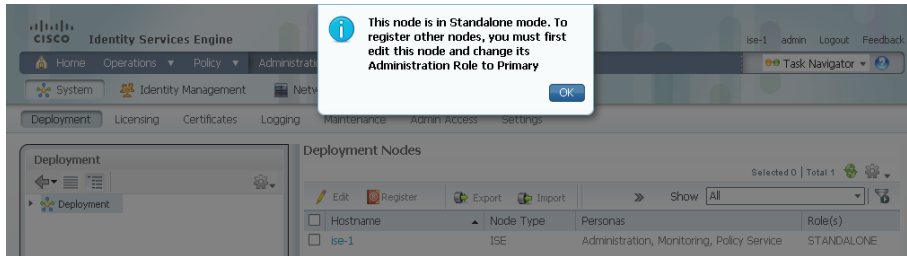 This node is in Standalone mode. To
register other nodes, you must first
edit this node and change its
Administration Role to Primary
OK
CISCO Identity Services Engine
ise-1 admin Logout Feedback
Home Operations Policy Administratio
Task Navigator
System Identity Management Netw
Deployment Licensing Certificates Logging Maintenance Admin Access Settings
Deployment
Deployment
Deployment Nodes
Selected 0 | Total 1
Edit Register Export Import » Show All
Hostname Node Type Personas Role(s)
ise-1 ISE Administration, Monitoring, Policy Service STANDALONE